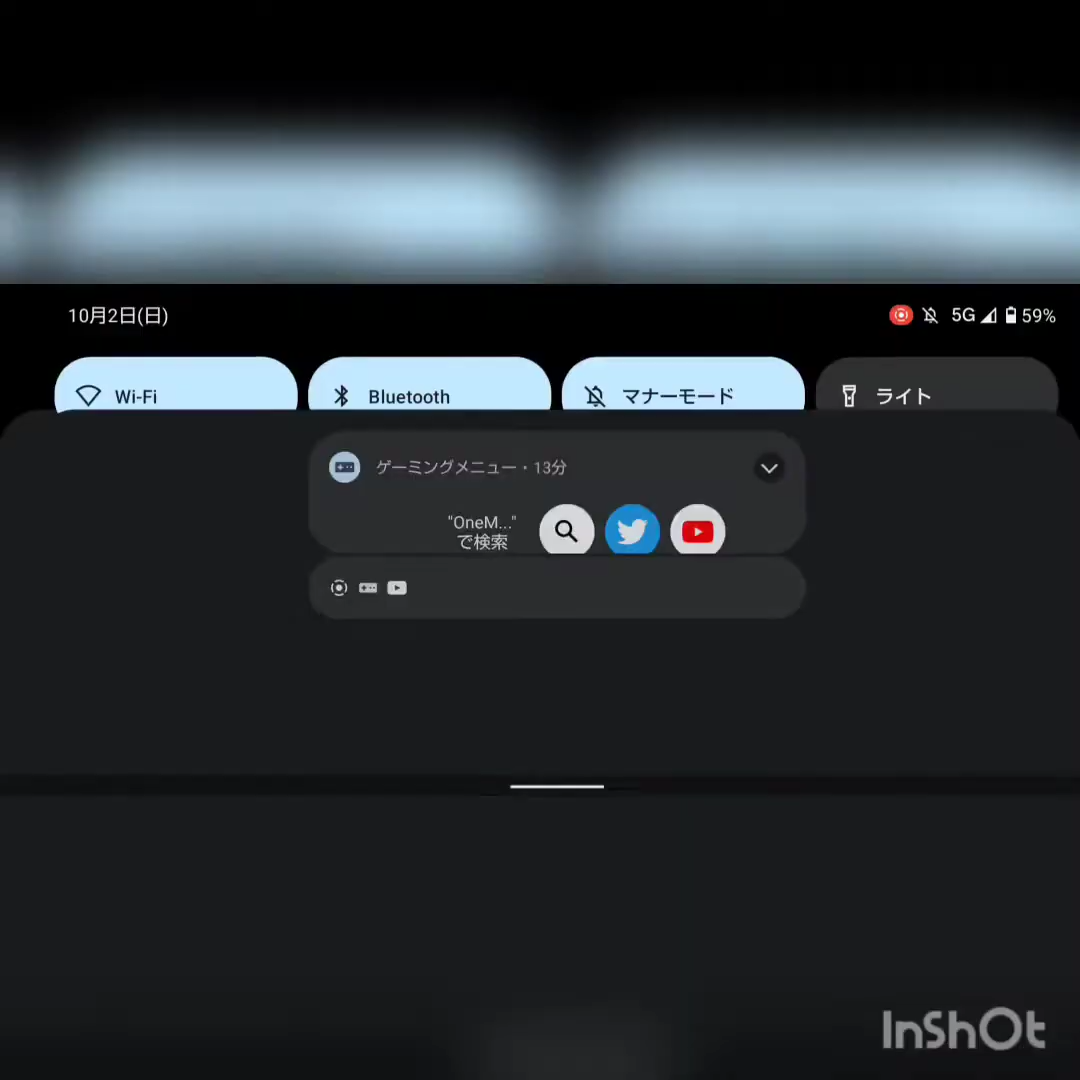 10月2日(日)
5G 59%
Wi-Fi
Bluetooth
マナーモード
ライト
ゲーミングメニュー・13分
"OneM..."
で検索
InShOt